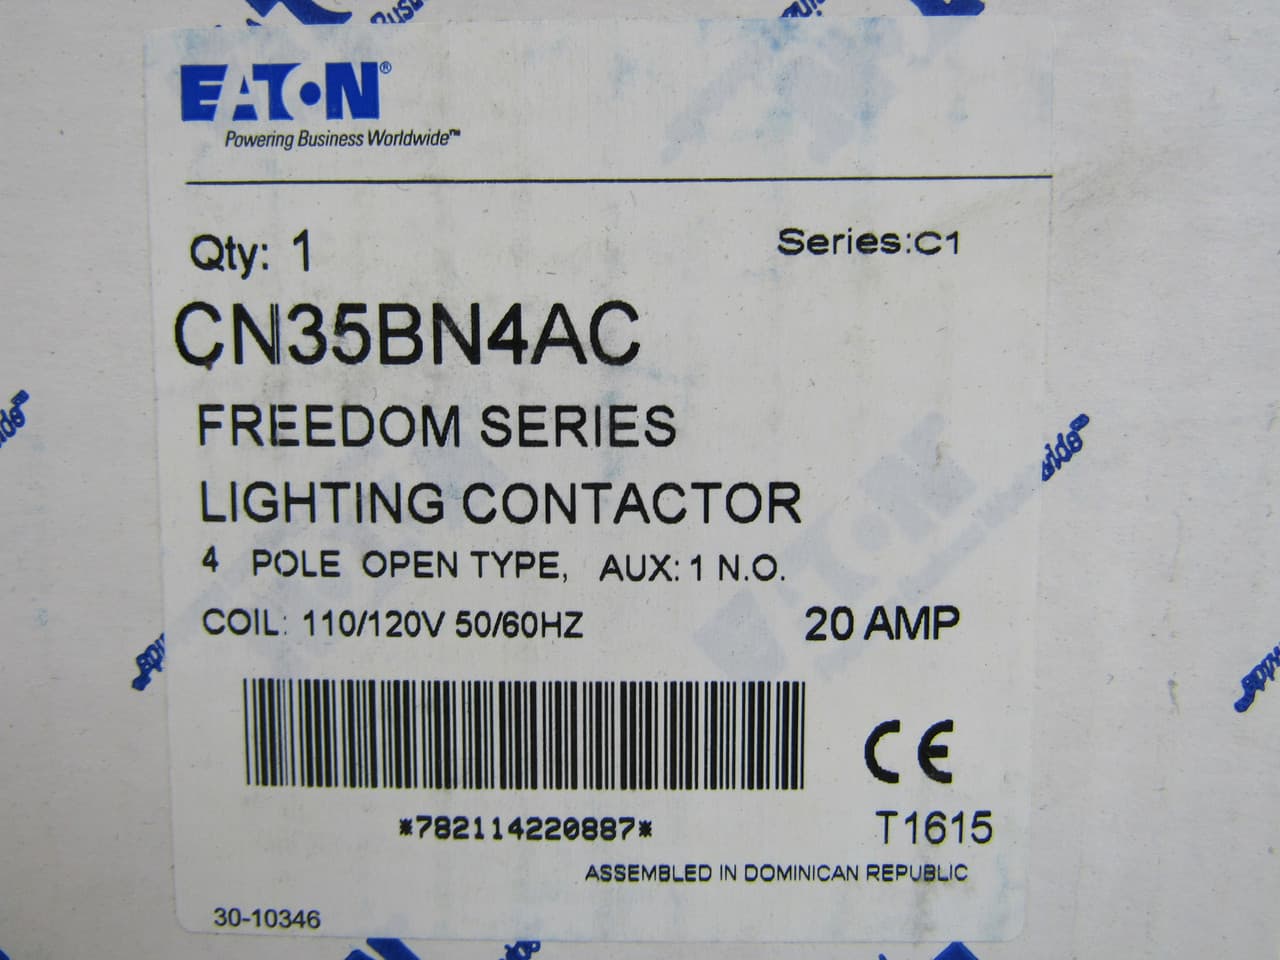 EATON®
Powering Business Worldwide™
Qty: 1
Series:C1
CN35BN4AC
FREEDOM SERIES
LIGHTING CONTACTOR
4 POLE OPEN TYPE, AUX: 1 N.O.
COIL: 110/120V 50/60HZ
20 AMP
CE
*782114220887*
T1615
ASSEMBLED IN DOMINICAN REPUBLIC
30-10346